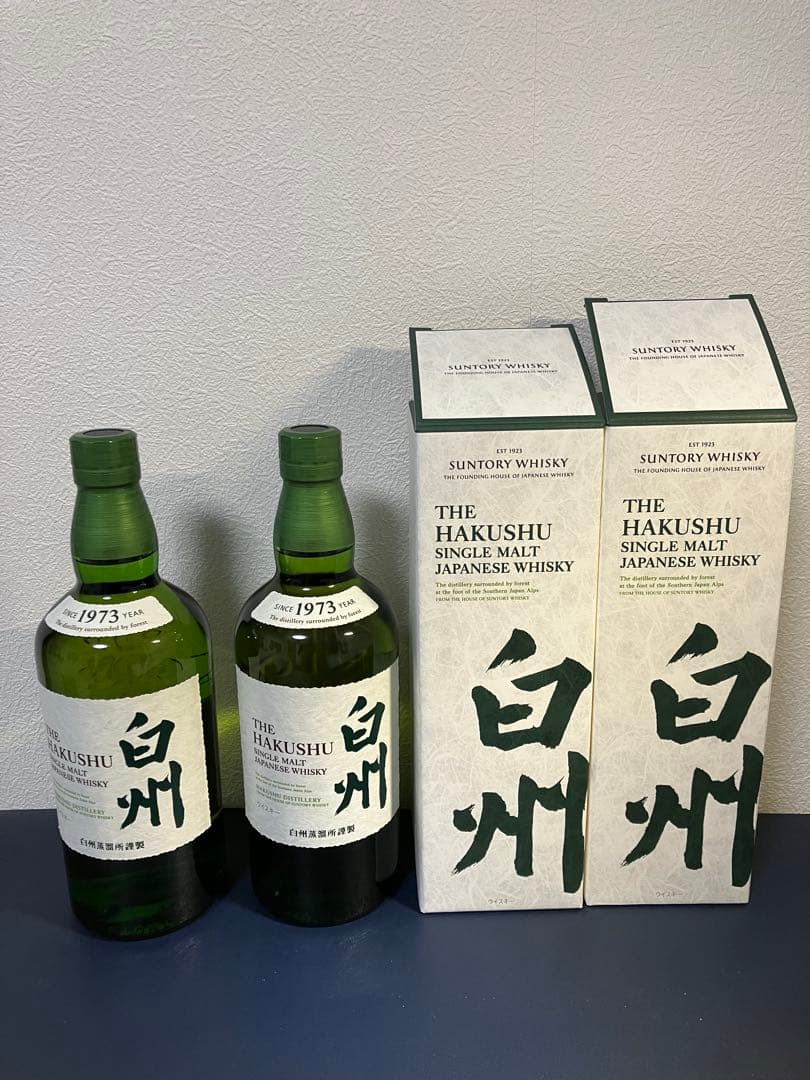 SINCE 1973 YEAR
The distillery surrounded by forest
THE
HAKUSHU
SINGLE MALT
JAPANESE WHISKY
白州
白州蒸溜所謹製
SINCE 1973 YEAR
The distillery surrounded by forest
THE
HAKUSHU
SINGLE MALT
JAPANESE WHISKY
HAKUSHU DISTILLERY
ウイスキー
白州
白州蒸溜所謹製
EST 1923
SUNTORY WHISKY
THE FOUNDING HOUSE OF JAPANESE WHISKY
EST 1923
SUNTORY WHISKY
THE FOUNDING HOUSE OF JAPANESE WHISKY
THE
HAKUSHU
SINGLE MALT
JAPANESE WHISKY
The distillery surrounded by forest
at the foot of the Southern Japan Alps
FROM THE HOUSE OF SUNTORY WHISKY
白州
ウイスキー
EST 1923
SUNTORY WHISKY
THE FOUNDING HOUSE OF JAPANESE WHISKY
EST 1923
SUNTORY WHISKY
THE FOUNDING HOUSE OF JAPANESE WHISKY
THE
HAKUSHU
SINGLE MALT
JAPANESE WHISKY
The distillery surrounded by forest
at the foot of the Southern Japan Alps
FROM THE HOUSE OF SUNTORY WHISKY
白州
ウイスキー